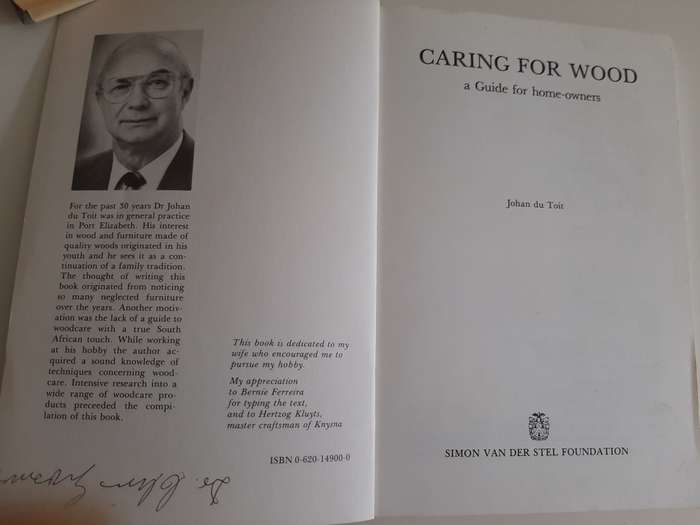 For the past 30 years Dr Johan
du Toit was in general practice
in Port Elizabeth. His interest
in wood and furniture made of
quality woods originated in his
youth and he sees it as a con-
tinuation of a family tradition.
The thought of writing this
book originated from noticing
so many neglected furniture
over the years. Another motiv-
ation was the lack of a guide to
woodcare with a true South
African touch. While working
at his hobby the author ac-
quired a sound knowledge of
techniques concerning wood-
care. Intensive research into a
wide range of woodcare pro-
ducts preceeded the compi-
lation of this book.
This book is dedicated to my
wife who encouraged me to
pursue my hobby.
My appreciation
to Bernie Ferreira
for typing the text,
and to Hertzog Kluyts,
master craftsman of Knysna
ISBN 0-620-14900-0
CARING FOR WOOD
a Guide for home-owners
Johan du Toit
SIMON VAN DER STEL FOUNDATION